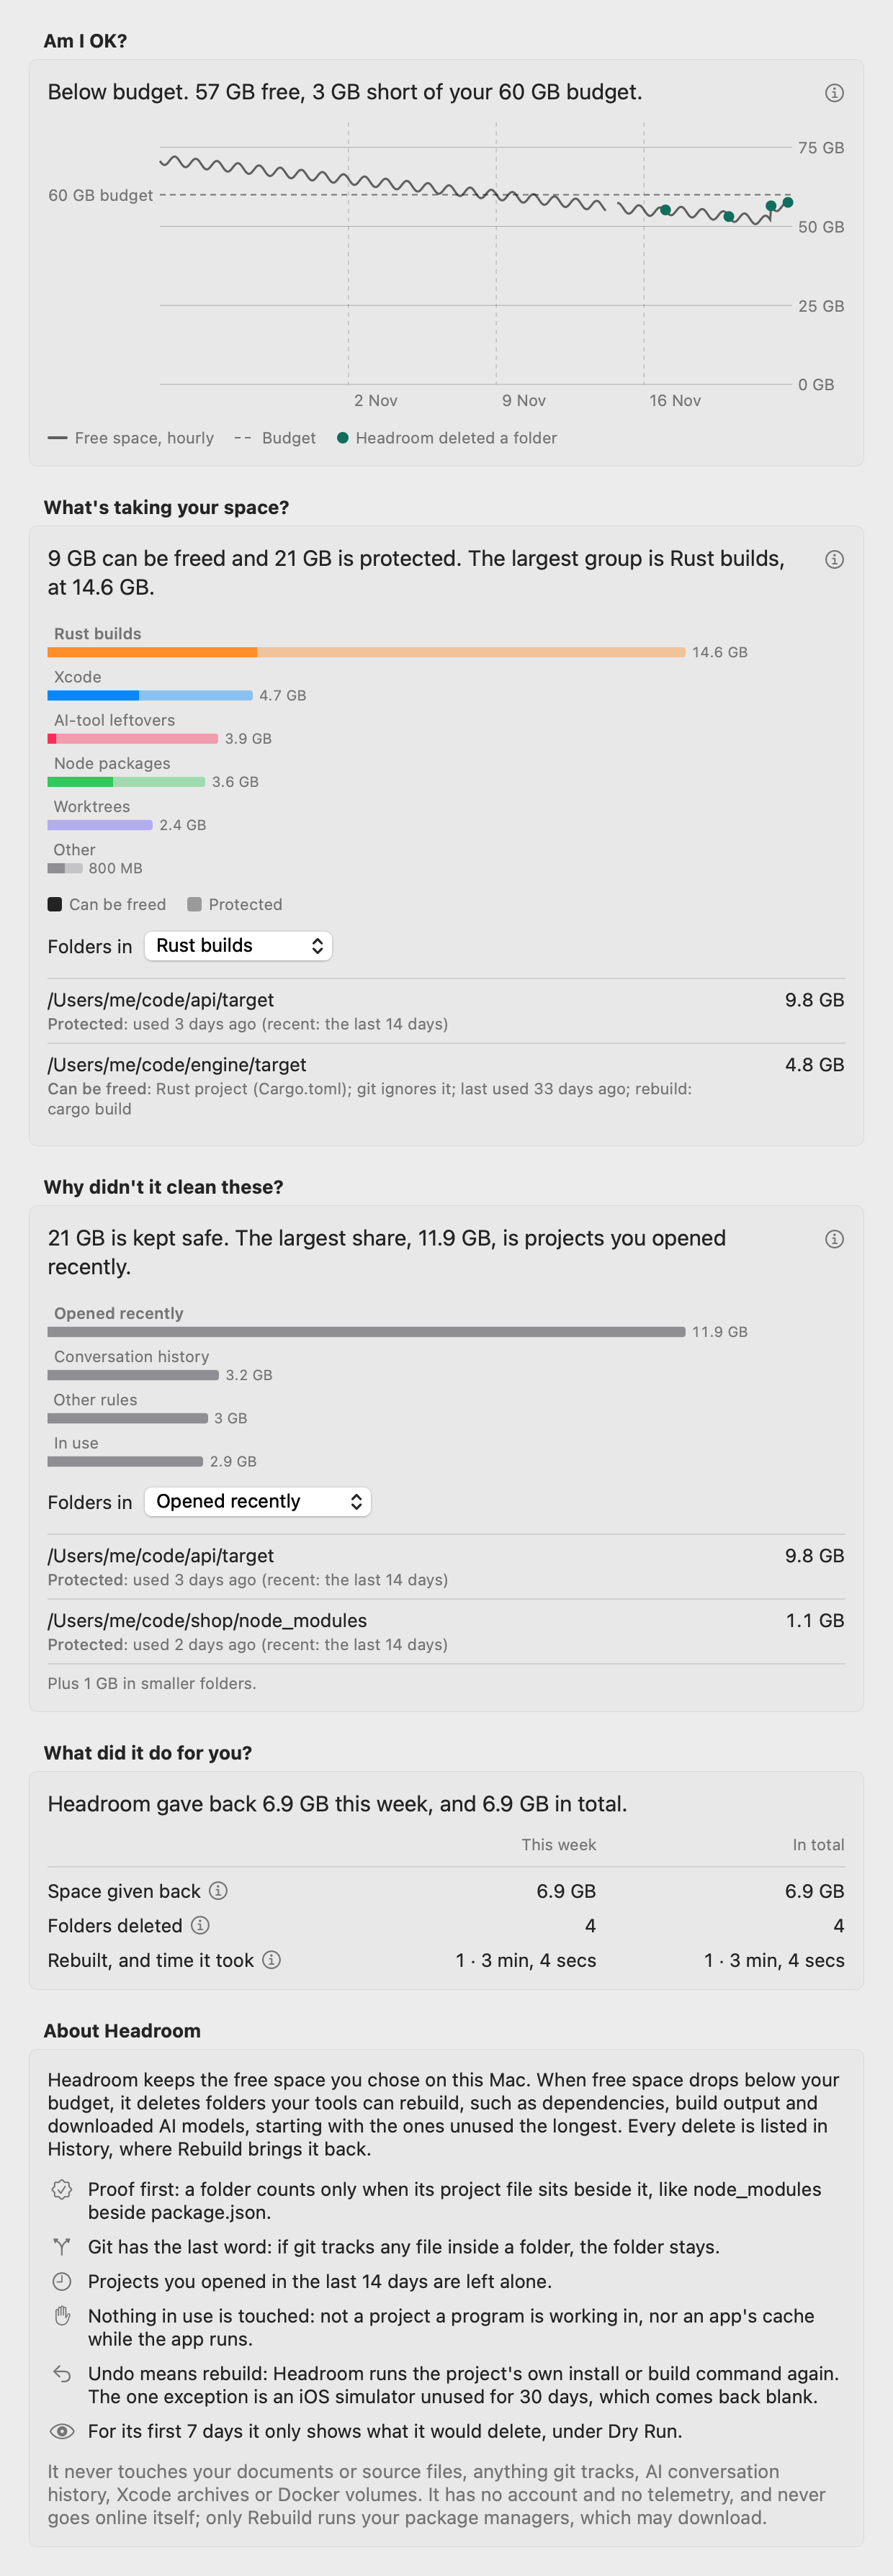 Am I OK?
Below budget. 57 GB free, 3 GB short of your 60 GB budget.
75 GB
60 GB budget
50 GB
25 GB
0 GB
2 Nov
9 Nov
16 Nov
Free space, hourly
Budget
Headroom deleted a folder
What's taking your space?
9 GB can be freed and 21 GB is protected. The largest group is Rust builds,
at 14.6 GB.
Rust builds
14.6 GB
Xcode
4.7 GB
AI-tool leftovers
3.9 GB
Node packages
3.6 GB
Worktrees
2.4 GB
Other
800 MB
Can be freed
Protected
Folders in
Rust builds
/Users/me/code/api/target
9.8 GB
Protected: used 3 days ago (recent: the last 14 days)
/Users/me/code/engine/target
4.8 GB
Can be freed: Rust project (Cargo.toml); git ignores it; last used 33 days ago; rebuild:
cargo build
Why didn't it clean these?
21 GB is kept safe. The largest share, 11.9 GB, is projects you opened
recently.
Opened recently
11.9 GB
Conversation history
3.2 GB
Other rules
3 GB
In use
2.9 GB
Folders in
Opened recently
/Users/me/code/api/target
9.8 GB
Protected: used 3 days ago (recent: the last 14 days)
/Users/me/code/shop/node_modules
1.1 GB
Protected: used 2 days ago (recent: the last 14 days)
Plus 1 GB in smaller folders.
What did it do for you?
Headroom gave back 6.9 GB this week, and 6.9 GB in total.
This week
In total
Space given back
6.9 GB
6.9 GB
Folders deleted
4
4
Rebuilt, and time it took
1 · 3 min, 4 secs
1 · 3 min, 4 secs
About Headroom
Headroom keeps the free space you chose on this Mac. When free space drops below your
budget, it deletes folders your tools can rebuild, such as dependencies, build output and
downloaded AI models, starting with the ones unused the longest. Every delete is listed in
History, where Rebuild brings it back.
Proof first: a folder counts only when its project file sits beside it, like node_modules
beside package.json.
Git has the last word: if git tracks any file inside a folder, the folder stays.
Projects you opened in the last 14 days are left alone.
Nothing in use is touched: not a project a program is working in, nor an app's cache
while the app runs.
Undo means rebuild: Headroom runs the project's own install or build command again.
The one exception is an iOS simulator unused for 30 days, which comes back blank.
For its first 7 days it only shows what it would delete, under Dry Run.
It never touches your documents or source files, anything git tracks, AI conversation
history, Xcode archives or Docker volumes. It has no account and no telemetry, and never
goes online itself; only Rebuild runs your package managers, which may download.